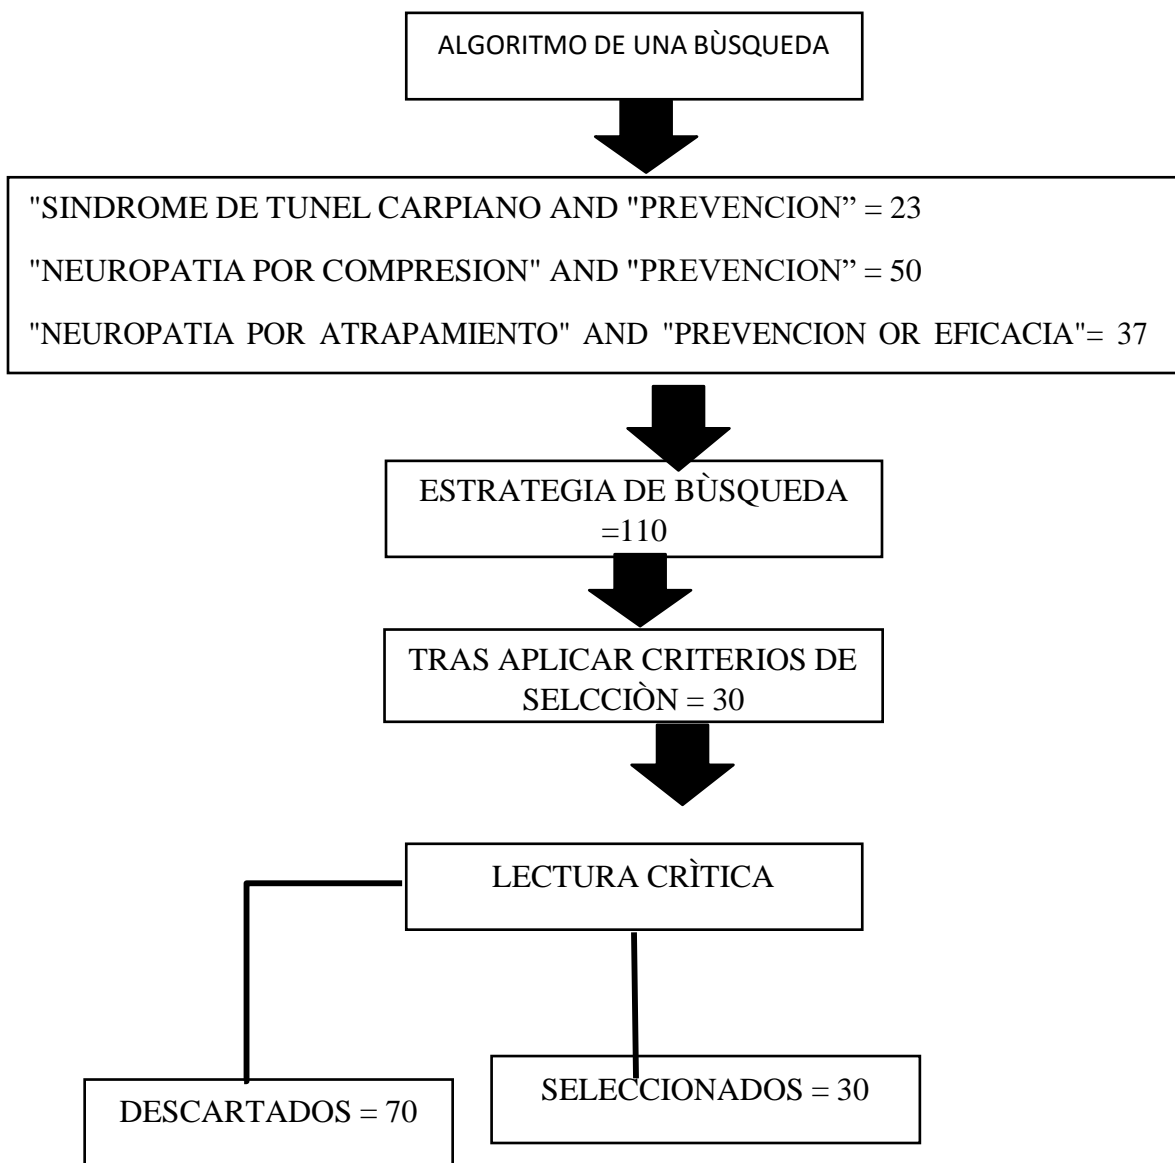 ALGORITMO DE UNA BÙSQUEDA
"SINDROME DE TUNEL CARPIANO AND "PREVENCION” = 23
"NEUROPATIA POR COMPRESION" AND "PREVENCION” = 50
"NEUROPATIA POR ATRAPAMIENTO" AND "PREVENCION OR EFICACIA"= 37
ESTRATEGIA DE BÙSQUEDA
=110
TRAS APLICAR CRITERIOS DE
SELCCIÒN = 30
LECTURA CRÌTICA
DESCARTADOS = 70
SELECCIONADOS = 30